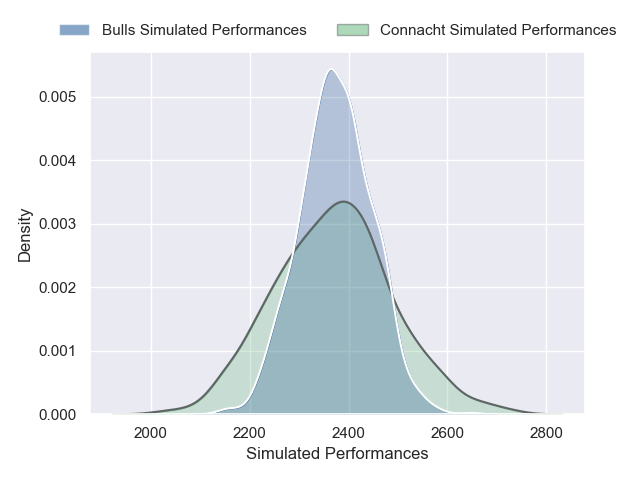 Bulls Simulated Performances
Connacht Simulated Performances
0.005
0.004
0.003
0.002
0.001
0.000
Density
2000
2200
2400
2600
2800
Simulated Performances